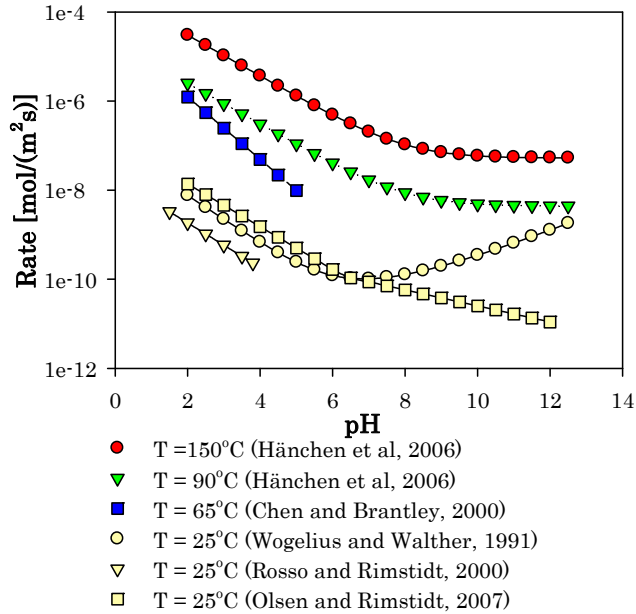 1e-4
1e-6
1e-8
1e-10
1e-12
Rate [mol/(m²s)]
0 2 4 6 8 10 12 14
pH
T =150°C (Hänchen et al, 2006)
T = 90°C (Hänchen et al, 2006)
T = 65°C (Chen and Brantley, 2000)
T = 25°C (Wogelius and Walther, 1991)
T = 25°C (Rosso and Rimstidt, 2000)
T = 25°C (Olsen and Rimstidt, 2007)